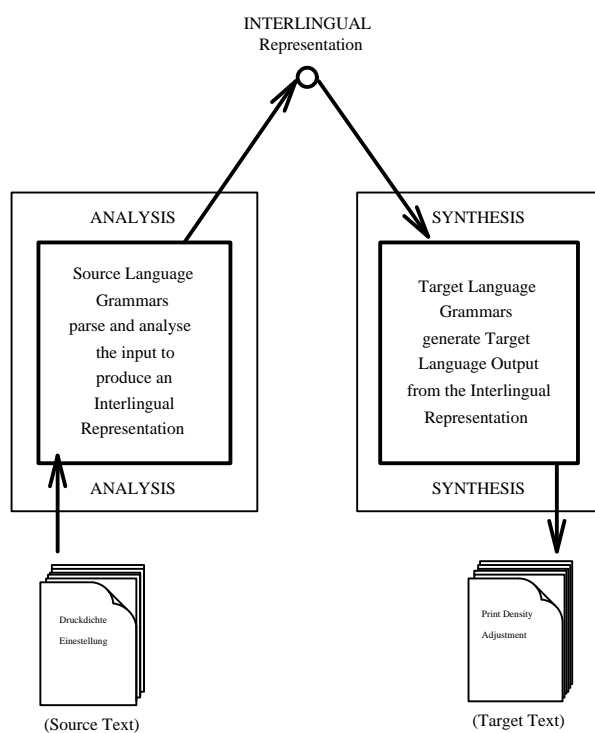 INTERLINGUAL
Representation
ANALYSIS
Source Language
Grammars
parse and analyse
the input to
produce an
Interlingual
Representation
ANALYSIS
SYNTHESIS
Target Language
Grammars
generate Target
Language Output
from the Interlingual
Representation
SYNTHESIS
Druckdichte
Einestellung
(Source Text)
Print Density
Adjustment
(Target Text)